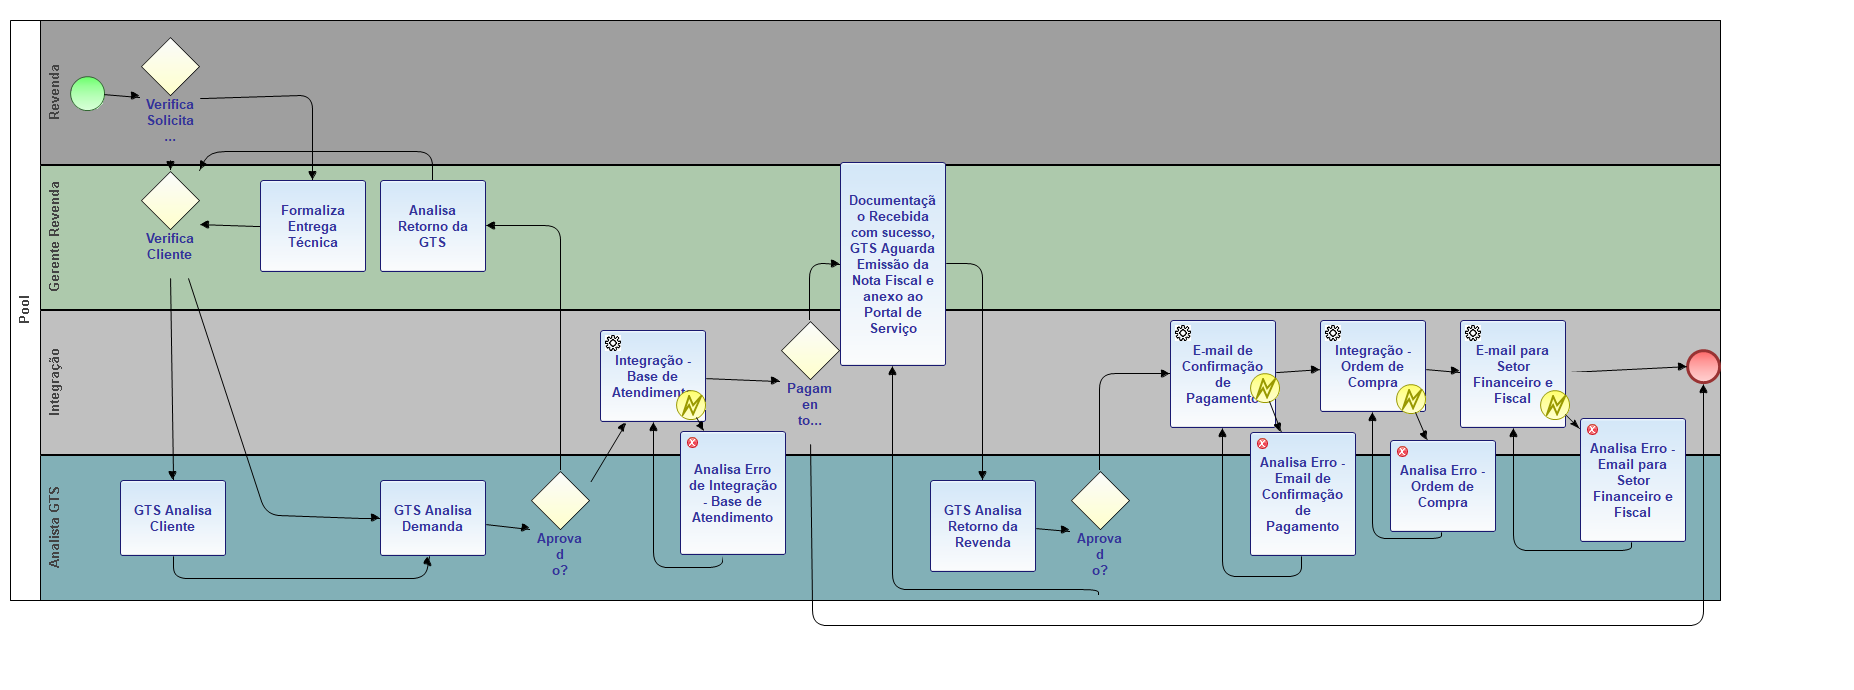 Pool
Revenda
Verifica
Solicita
...
Gerente Revenda
Verifica
Cliente
Formaliza
Entrega
Técnica
Analisa
Retorno da
GTS
Documentaçã
o Recebida
com sucesso,
GTS Aguarda
Emissão da
Nota Fiscal e
anexo ao
Portal de
Serviço
Integração
Integração -
Base de
Atendimento
Pagam
en
to...
E-mail de
Confirmação
de
Pagamento
Integração -
Ordem de
Compra
E-mail para
Setor
Financeiro e
Fiscal
Analista GTS
GTS Analisa
Cliente
GTS Analisa
Demanda
Aprova
d
o?
Analisa Erro
de Integração
- Base de
Atendimento
GTS Analisa
Retorno da
Revenda
Aprova
d
o?
Analisa Erro -
Email de
Confirmação
de
Pagamento
Analisa Erro -
Ordem de
Compra
Analisa Erro -
Email para
Setor
Financeiro e
Fiscal